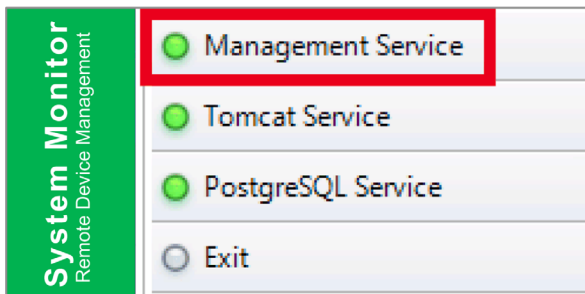 System Monitor
Remote Device Management
Management Service
Tomcat Service
PostgreSQL Service
Exit